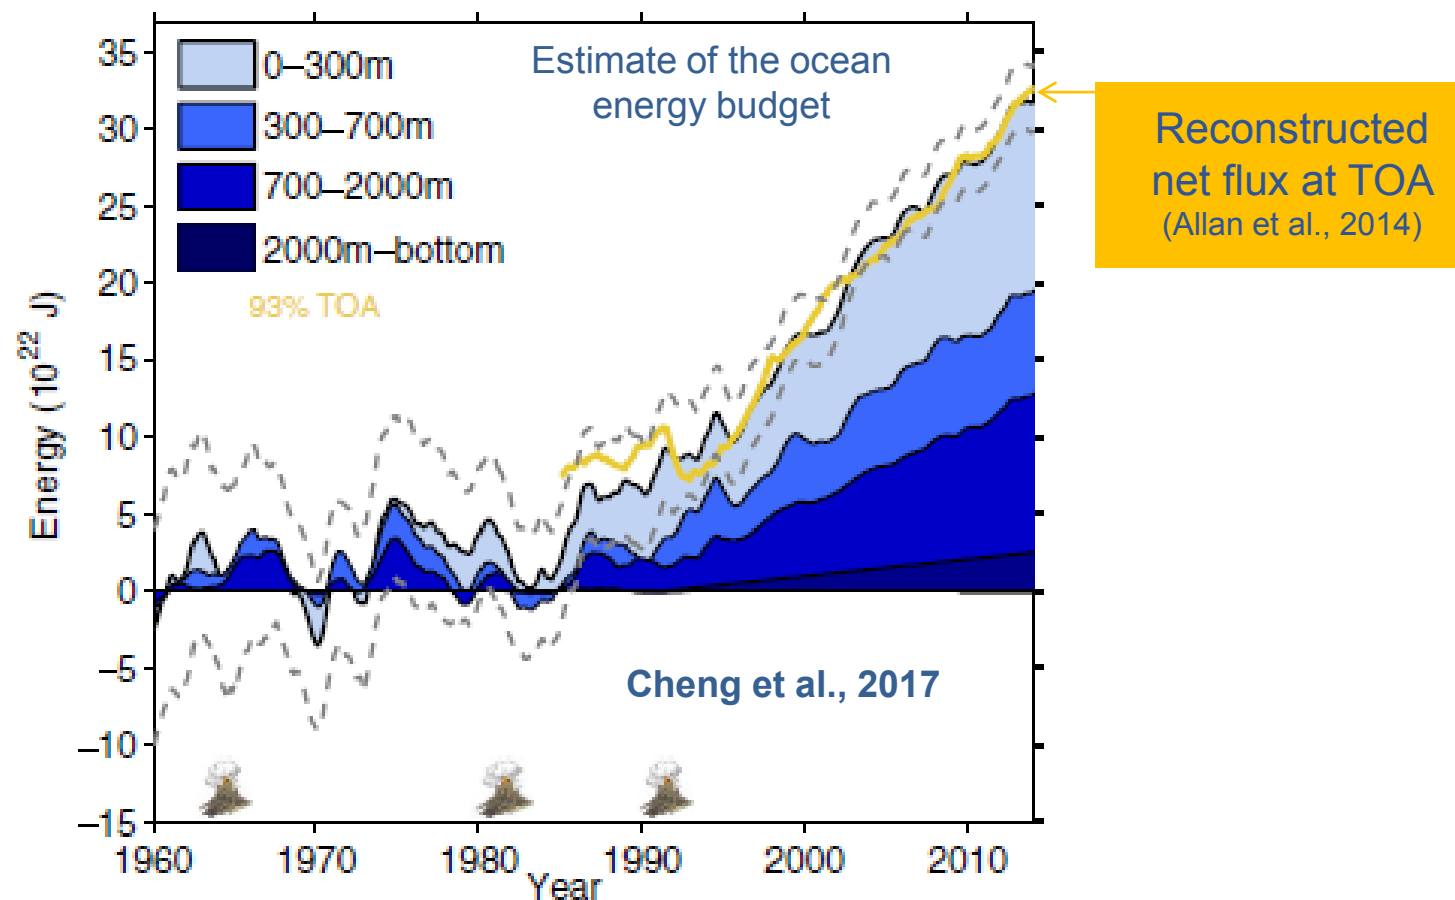 Estimate of the ocean
energy budget
0–300m
300–700m
700–2000m
2000m–bottom
93% TOA
Reconstructed
net flux at TOA
(Allan et al., 2014)
Cheng et al., 2017
Energy (10²² J)
35
30
25
20
15
10
5
0
−5
−10
−15
1960 1970 1980 1990 2000 2010
Year